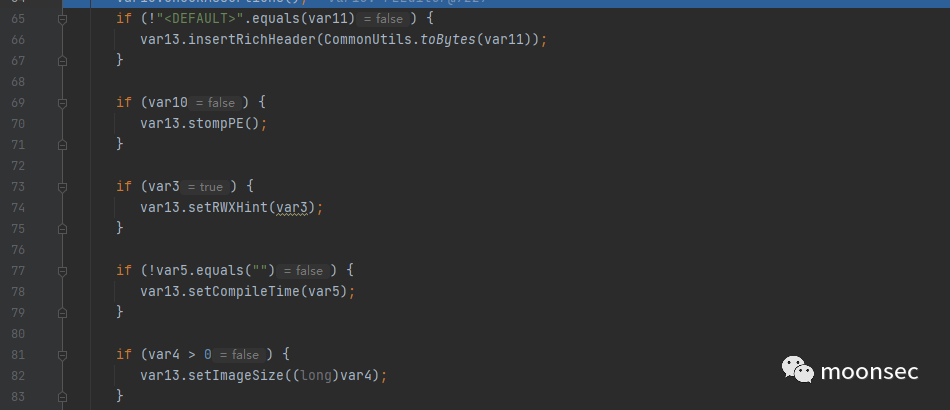 65 if (!"<DEFAULT>".equals(var11) = false ) {
66 var13.insertRichHeader(CommonUtils.toBytes(var11));
67 }
68
69 if (var10 = false ) {
70 var13.stompPE();
71 }
72
73 if (var3 = true ) {
74 var13.setRWXHint(var3);
75 }
76
77 if (!var5.equals("") = false ) {
78 var13.setCompileTime(var5);
79 }
80
81 if (var4 > 0 = false ) {
82 var13.setImageSize((long)var4);
83 }
moonsec